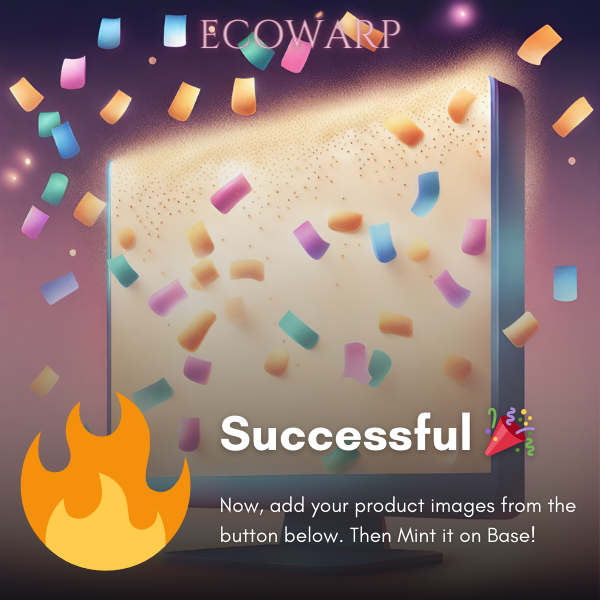 ECOWARP
Successful 🎉
Now, add your product images from the
button below. Then Mint it on Base!